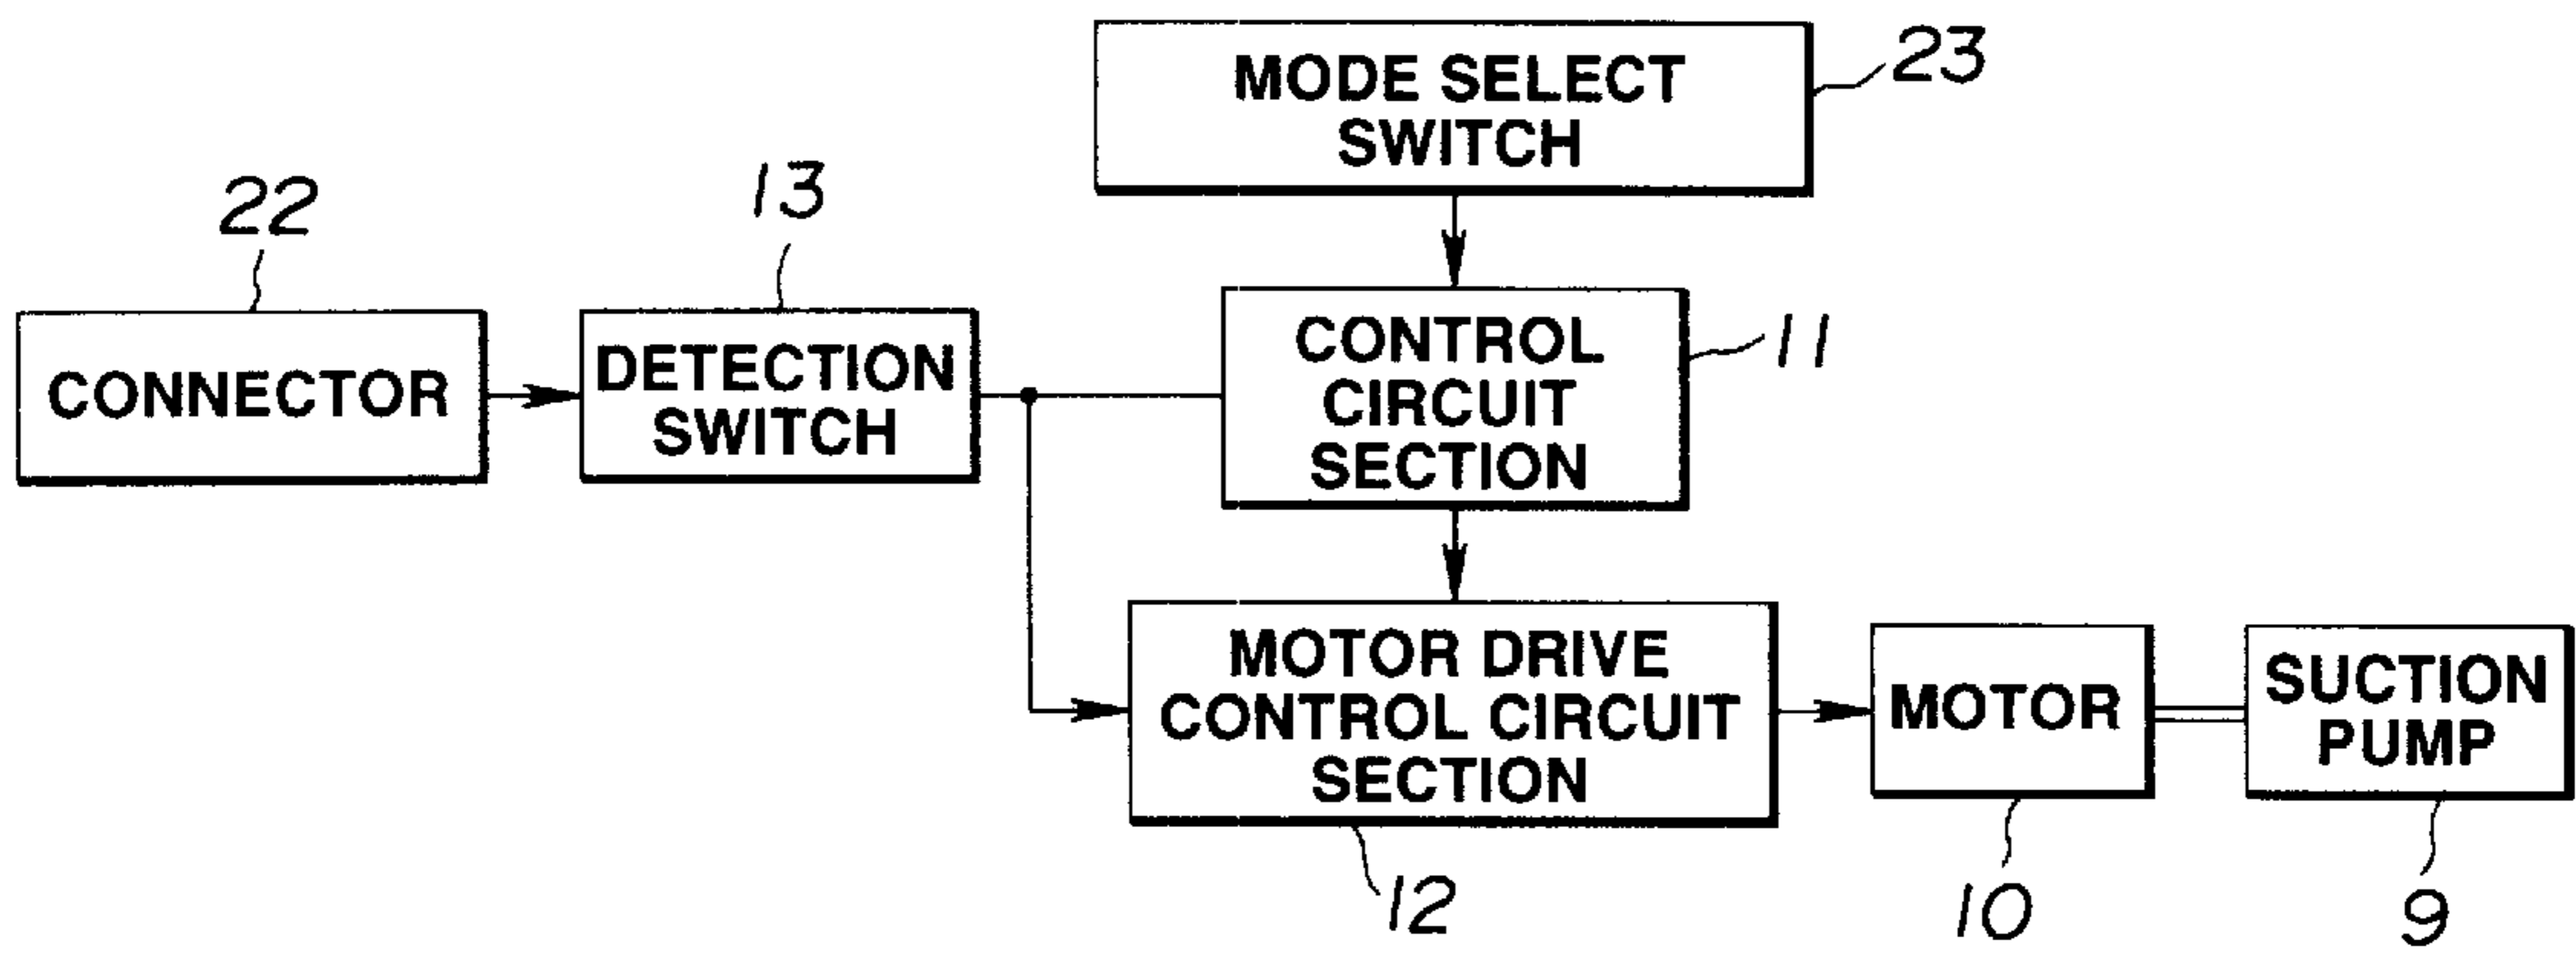 MODE SELECT
SWITCH
23
22
13
CONNECTOR
DETECTION
SWITCH
CONTROL
CIRCUIT
SECTION
11
MOTOR DRIVE
CONTROL CIRCUIT
SECTION
12
MOTOR
10
SUCTION
PUMP
9